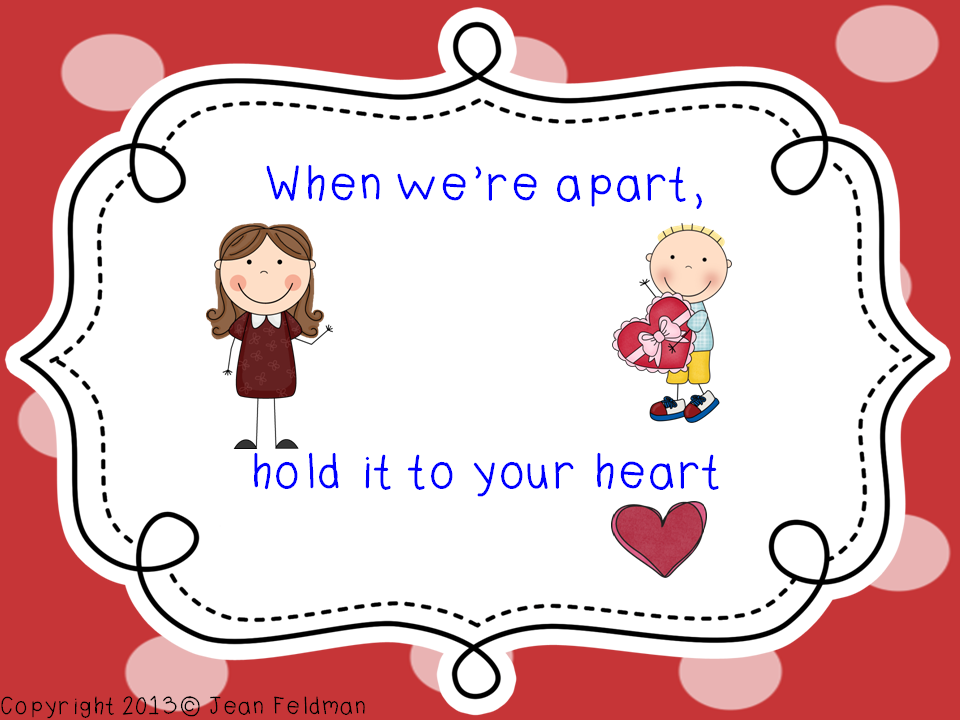 When we're apart,
hold it to your heart
Copyright 2013© Jean Feldman